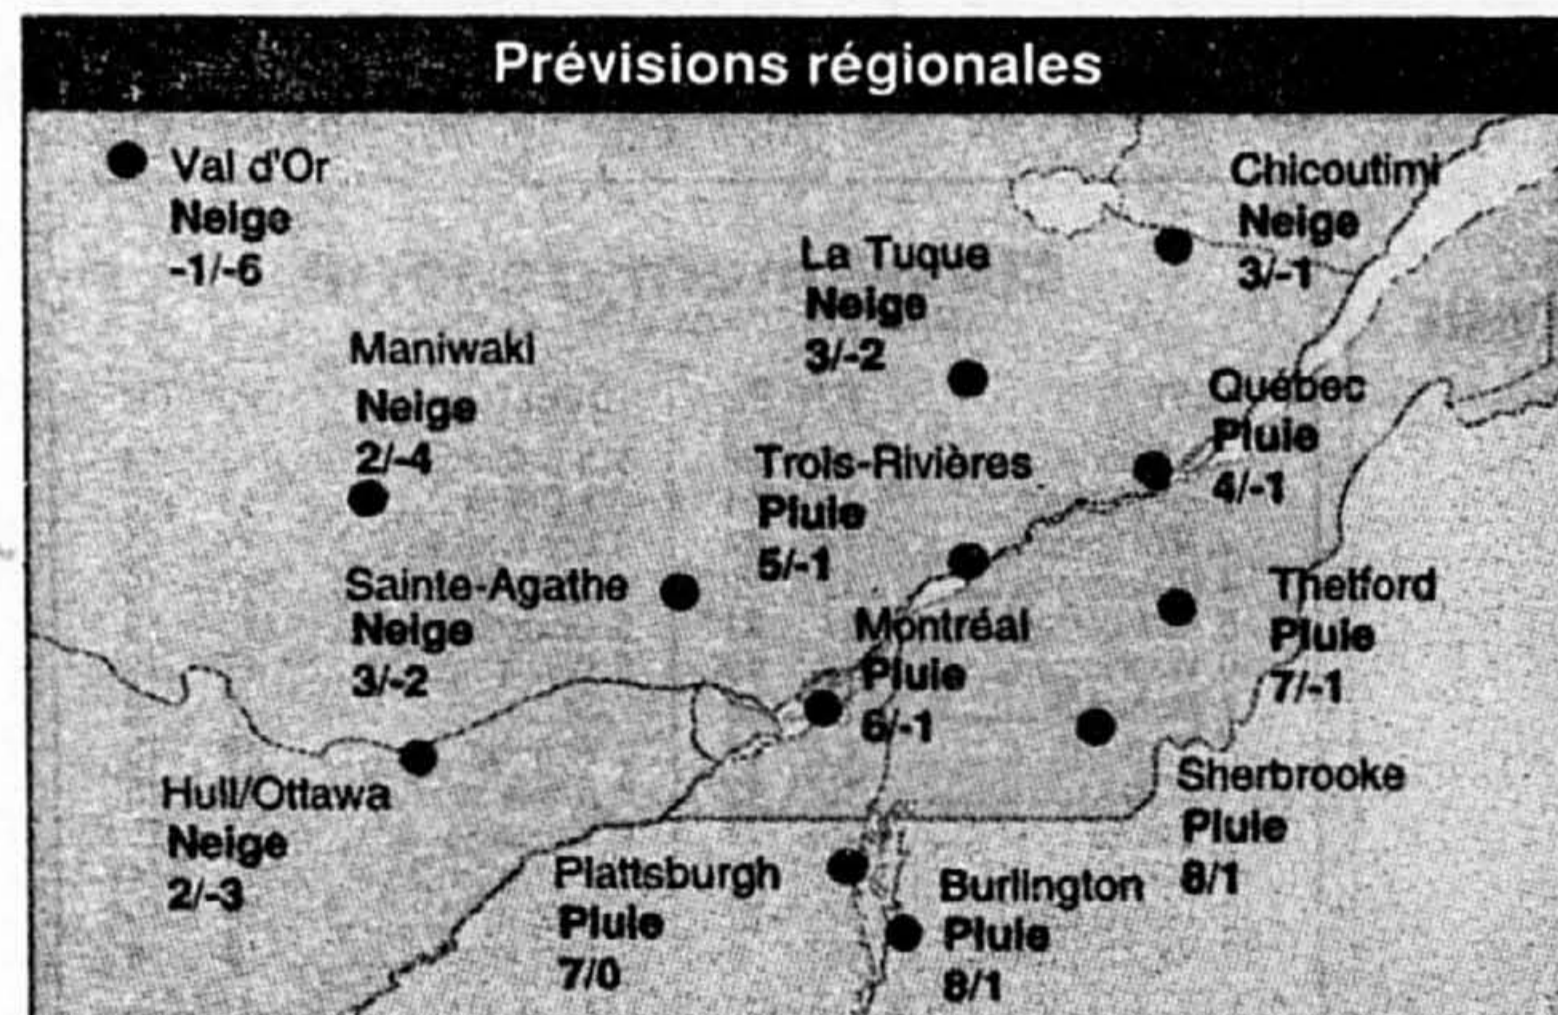 Prévisions régionales
Val d'Or
Neige
-1/-6
Chicoutimi
Neige
3/-1
La Tuque
Neige
3/-2
Maniwaki
Neige
2/-4
Québec
Pluie
4/-1
Trois-Rivières
Pluie
5/-1
Sainte-Agathe
Neige
3/-2
Thetford
Pluie
7/-1
Montréal
Pluie
6/-1
Hull/Ottawa
Neige
2/-3
Sherbrooke
Pluie
8/1
Plattsburgh
Pluie
7/0
Burlington
Pluie
8/1